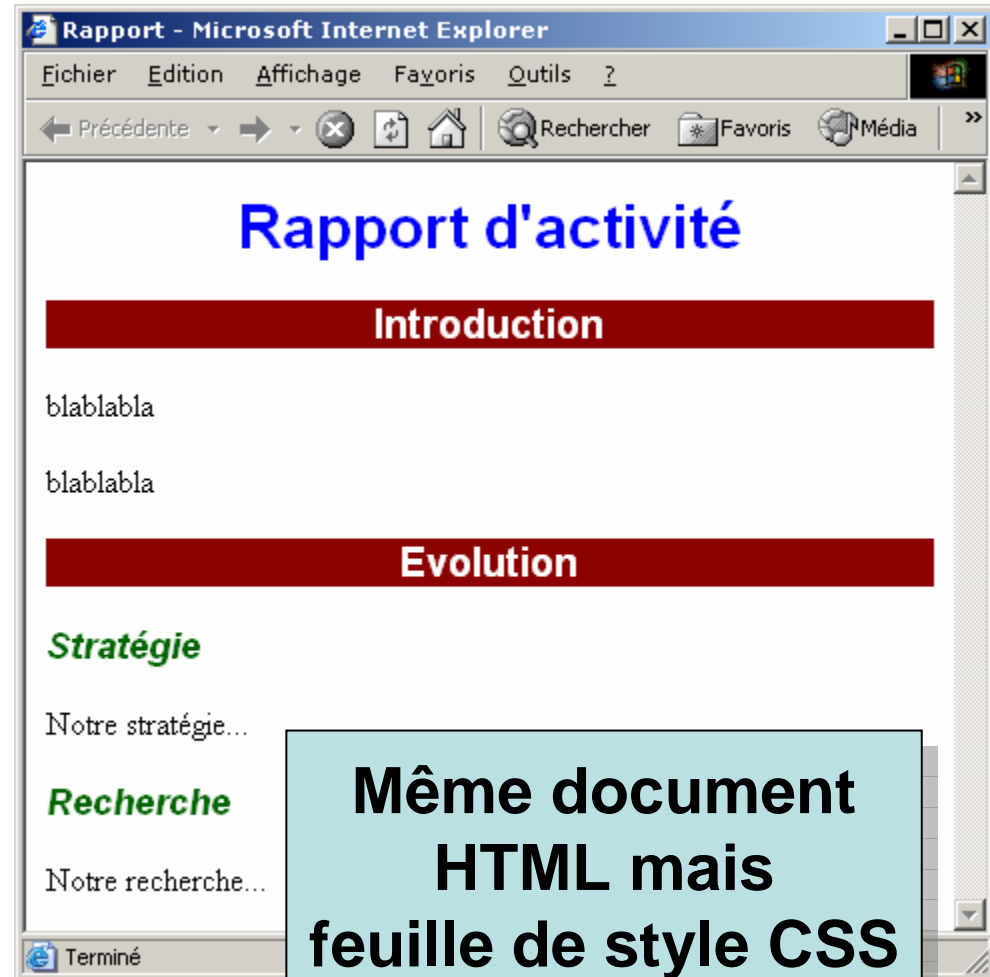 Rapport - Microsoft Internet Explorer
Fichier Edition Affichage Favoris Outils ?
Précédente Rechercher Favoris Média »
Rapport d'activité
Introduction
blablabla
blablabla
Evolution
Stratégie
Notre stratégie...
Recherche
Notre recherche...
Même document
HTML mais
feuille de style CSS
Terminé